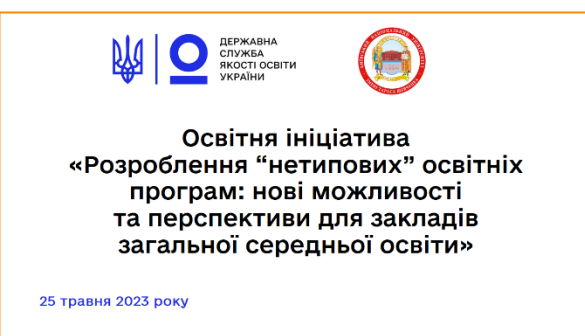 ДЕРЖАВНА
СЛУЖБА
ЯКОСТІ ОСВІТИ
УКРАЇНИ
Освітня ініціатива
«Розроблення “нетипових” освітніх
програм: нові можливості
та перспективи для закладів
загальної середньої освіти»
25 травня 2023 року